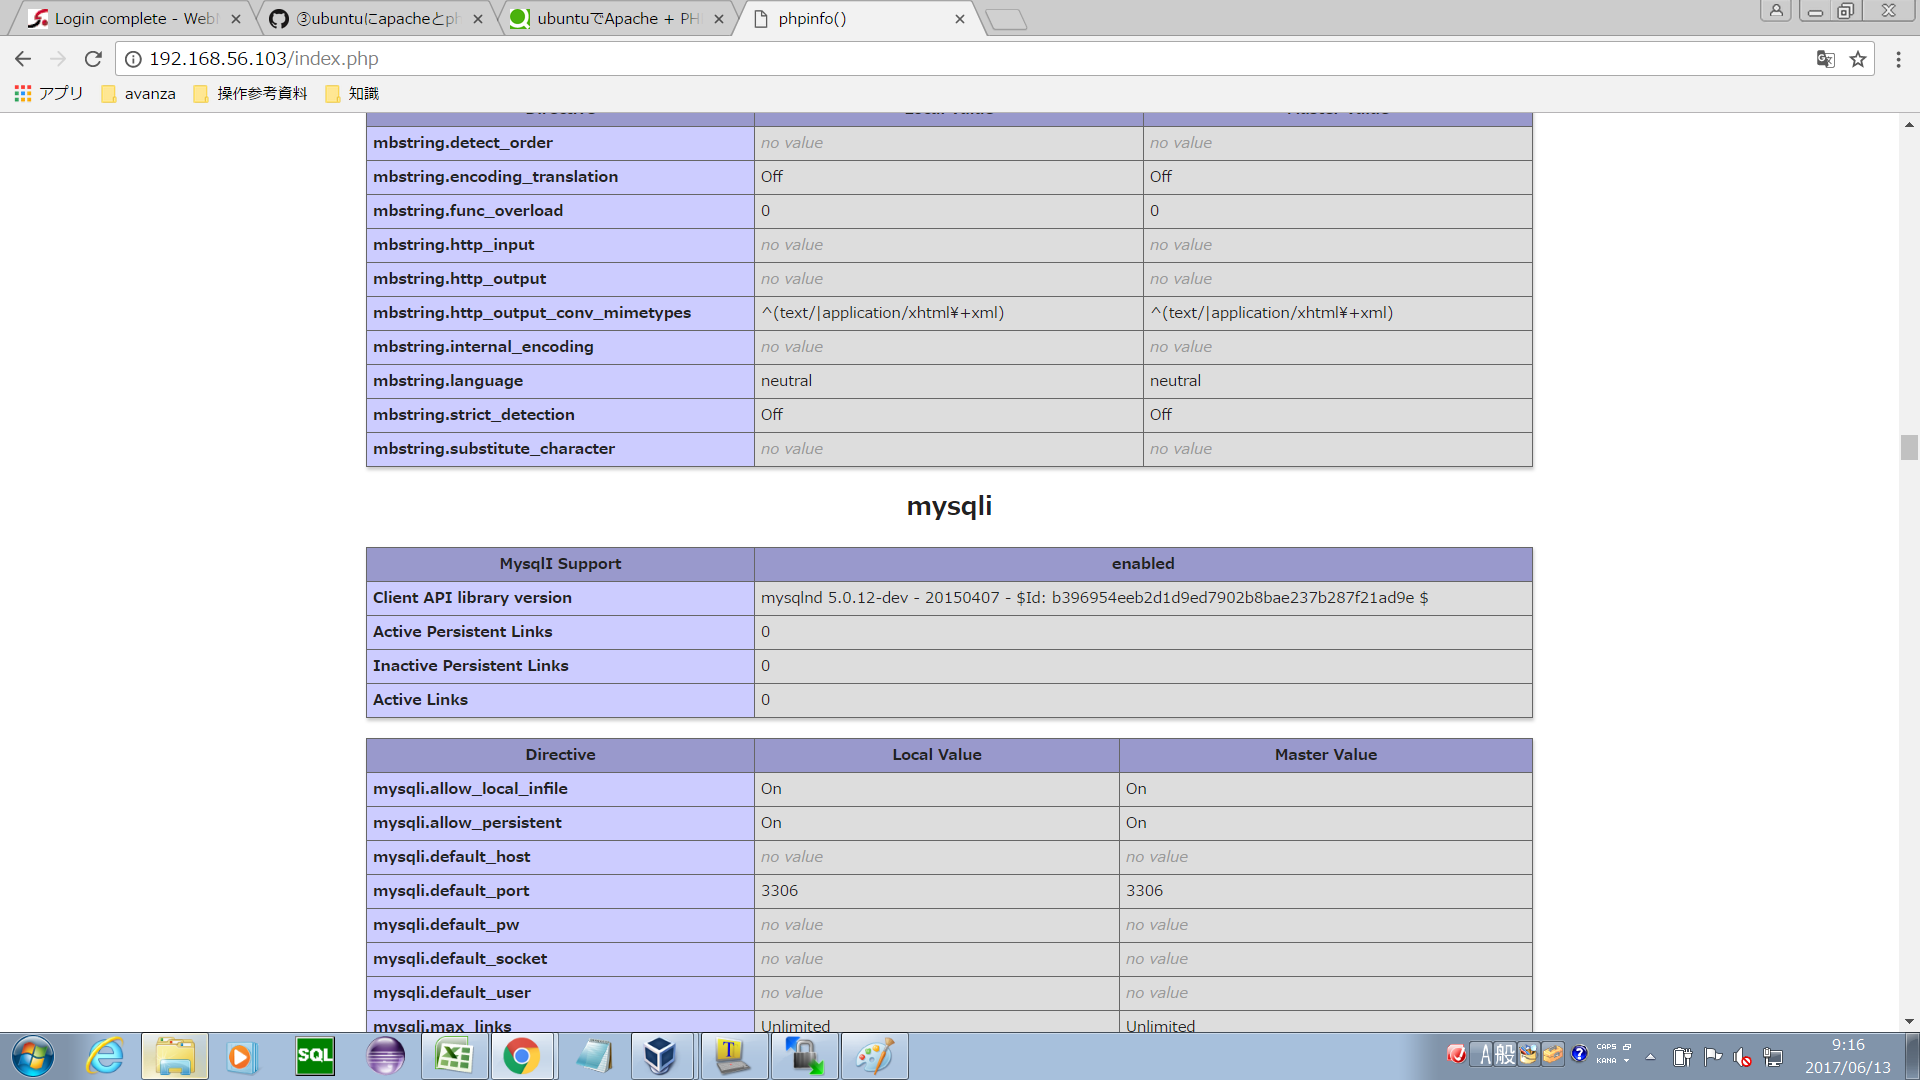 Login complete - Web
③ubuntuにapacheとph
ubuntuでApache + PH
phpinfo()
192.168.56.103/index.php
アプリ avanza 操作参考資料 知識
Directive Local Value Master Value
mbstring.detect_order no value no value
mbstring.encoding_translation Off Off
mbstring.func_overload 0 0
mbstring.http_input no value no value
mbstring.http_output no value no value
mbstring.http_output_conv_mimetypes ^(text/|application/xhtml¥+xml) ^(text/|application/xhtml¥+xml)
mbstring.internal_encoding no value no value
mbstring.language neutral neutral
mbstring.strict_detection Off Off
mbstring.substitute_character no value no value
mysqli
MysqlI Support enabled
Client API library version mysqlnd 5.0.12-dev - 20150407 - $Id: b396954eeb2d1d9ed7902b8bae237b287f21ad9e $
Active Persistent Links 0
Inactive Persistent Links 0
Active Links 0
Directive Local Value Master Value
mysqli.allow_local_infile On On
mysqli.allow_persistent On On
mysqli.default_host no value no value
mysqli.default_port 3306 3306
mysqli.default_pw no value no value
mysqli.default_socket no value no value
mysqli.default_user no value no value
mysqli.max_links Unlimited Unlimited
SQL
A 般
CAPS
KANA
9:16
2017/06/13